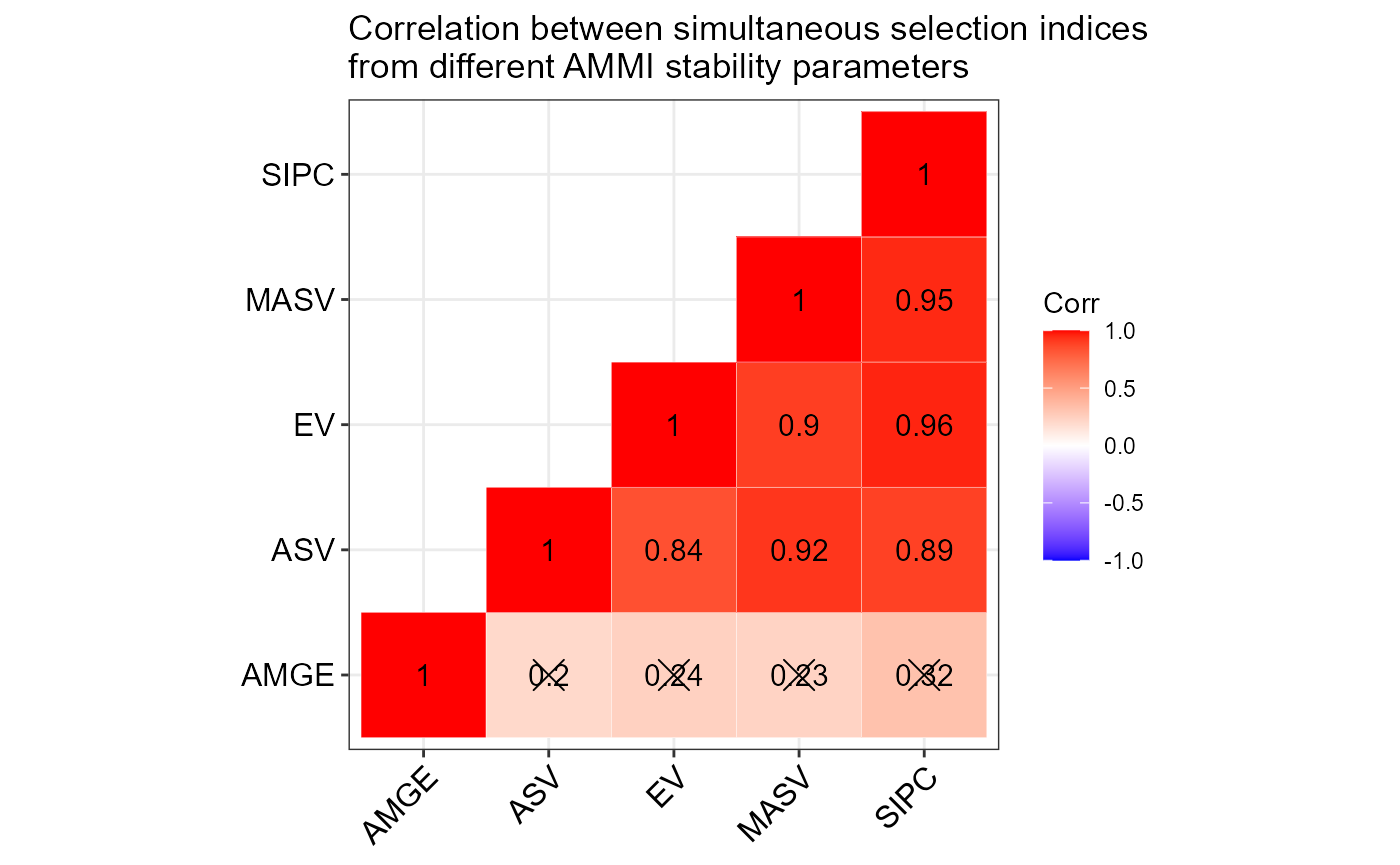 Correlation between simultaneous selection indices
from different AMMI stability parameters
SIPC
1
MASV
1
0.95
EV
1
0.9
0.96
ASV
1
0.84
0.92
0.89
AMGE
1
0.2
0.24
0.23
0.32
AMGE
ASV
EV
MASV
SIPC
Corr
1.0
0.5
0.0
-0.5
-1.0